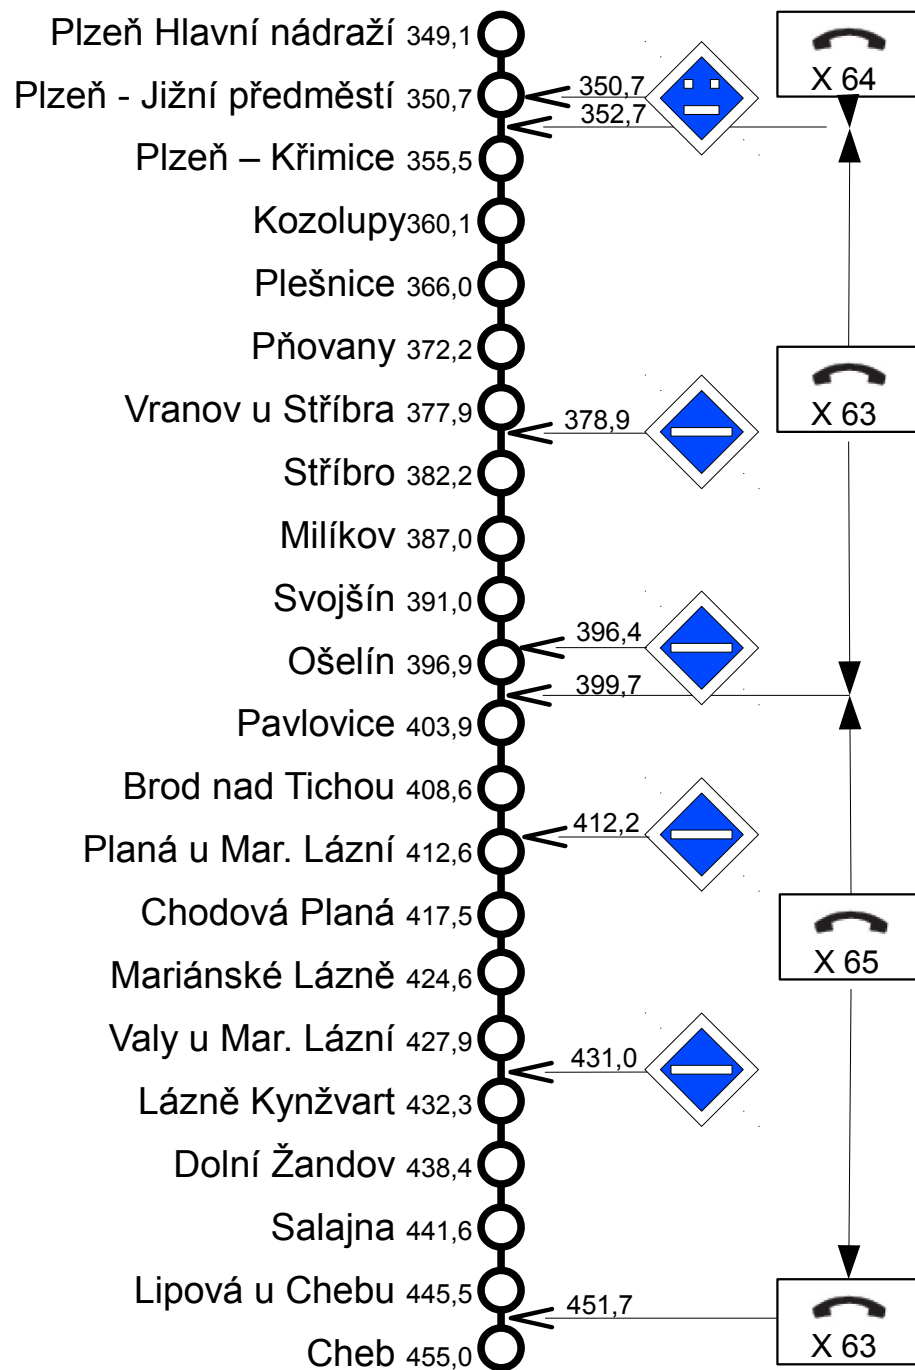 Plzeň Hlavní nádraží 349,1
X 64
Plzeň - Jižní předměstí 350,7
350,7
352,7
Plzeň – Křimice 355,5
Kozolupy360,1
Plešnice 366,0
Pňovany 372,2
X 63
Vranov u Stříbra 377,9
378,9
Stříbro 382,2
Milíkov 387,0
Svojšín 391,0
396,4
Ošelín 396,9
399,7
Pavlovice 403,9
Brod nad Tichou 408,6
412,2
Planá u Mar. Lázní 412,6
Chodová Planá 417,5
X 65
Mariánské Lázně 424,6
Valy u Mar. Lázní 427,9
431,0
Lázně Kynžvart 432,3
Dolní Žandov 438,4
Salajna 441,6
Lipová u Chebu 445,5
451,7
X 63
Cheb 455,0